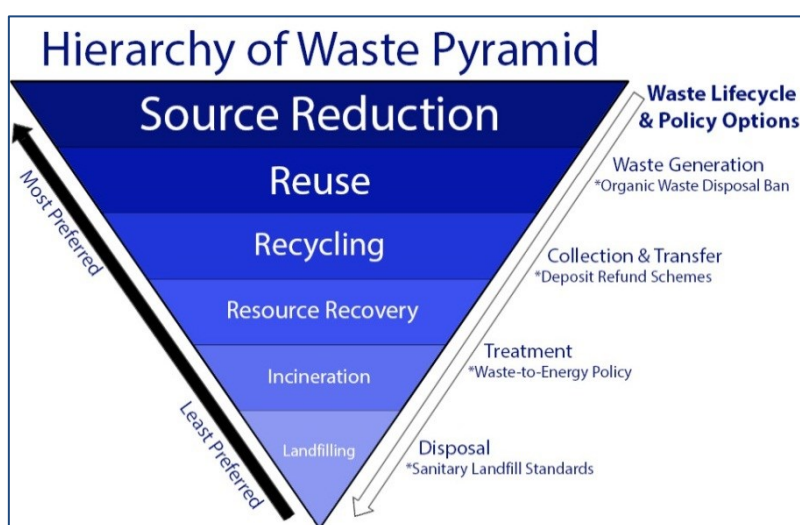 Hierarchy of Waste Pyramid
Source Reduction
Reuse
Recycling
Resource Recovery
Incineration
Landfilling
Most Preferred
Least Preferred
Waste Lifecycle
& Policy Options
Waste Generation
*Organic Waste Disposal Ban
Collection & Transfer
*Deposit Refund Schemes
Treatment
*Waste-to-Energy Policy
Disposal
*Sanitary Landfill Standards